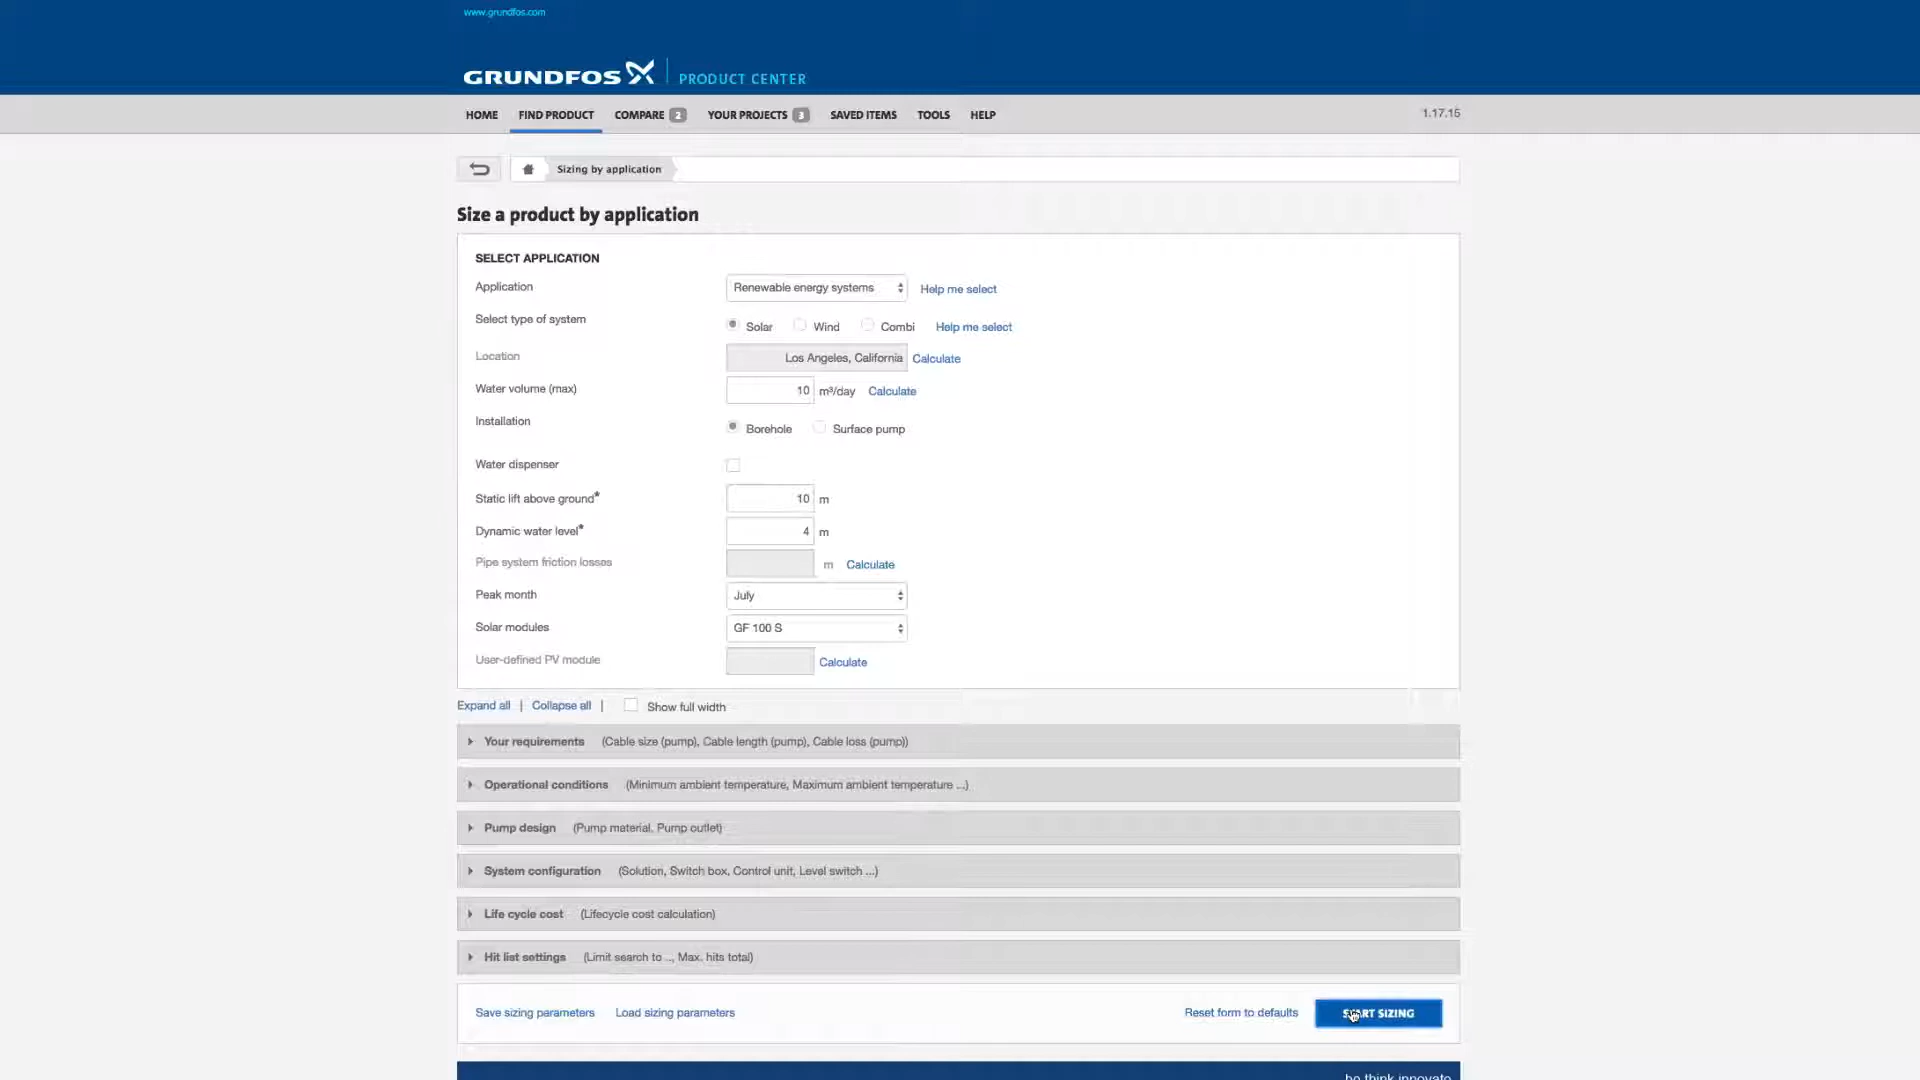 www.grundfos.com
GRUNDFOS PRODUCT CENTER
HOME FIND PRODUCT COMPARE 2 YOUR PROJECTS 3 SAVED ITEMS TOOLS HELP 1.17.15
Sizing by application
Size a product by application
SELECT APPLICATION
Application Renewable energy systems Help me select
Select type of system Solar Wind Combi Help me select
Location Los Angeles, California Calculate
Water volume (max) 10 m³/day Calculate
Installation Borehole Surface pump
Water dispenser
Static lift above ground* 10 m
Dynamic water level* 4 m
Pipe system friction losses m Calculate
Peak month July
Solar modules GF 100 S
User-defined PV module Calculate
Expand all | Collapse all | Show full width
Your requirements (Cable size (pump), Cable length (pump), Cable loss (pump))
Operational conditions (Minimum ambient temperature, Maximum ambient temperature ...)
Pump design (Pump material, Pump outlet)
System configuration (Solution, Switch box, Control unit, Level switch ...)
Life cycle cost (Lifecycle cost calculation)
Hit list settings (Limit search to .., Max. hits total)
Save sizing parameters Load sizing parameters Reset form to defaults START SIZING
be think innovate